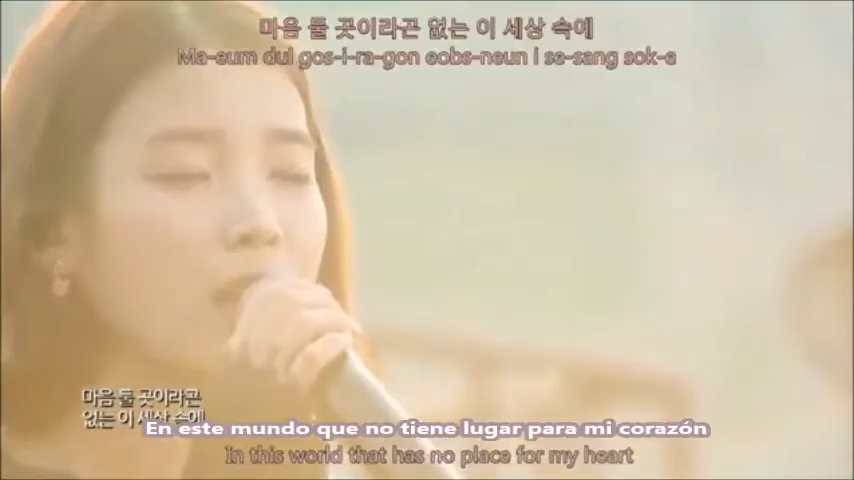 마음 둘 곳이라곤 없는 이 세상 속에
Ma-eum dul gos-i-ra-gon eobs-neun i se-sang sok-e
마음 둘 곳이라곤
없는 이 세상 속에
En este mundo que no tiene lugar para mi corazón
In this world that has no place for my heart